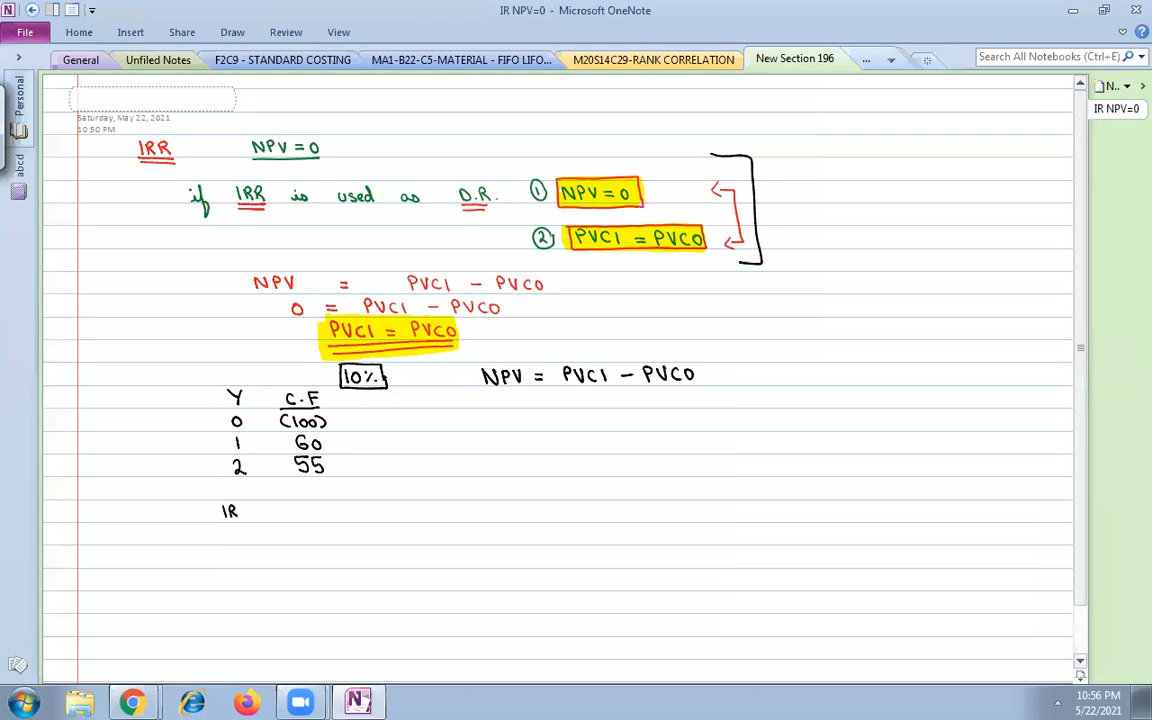 IR NPV=0 - Microsoft OneNote
File Home Insert Share Draw Review View
General Unfiled Notes F2C9 - STANDARD COSTING MA1-B22-C5-MATERIAL - FIFO LIFO... M20S14C29-RANK CORRELATION New Section 196 ... Search All Notebooks (Ctrl+E)
Personal
abcd
N..
IR NPV=0
Saturday, May 22, 2021
10:50 PM
IRR NPV = 0
if IRR is used as D.R. ① NPV = 0
② PVCI = PVCO
NPV = PVCI - PVCO
0 = PVCI - PVCO
PVCI = PVCO
10% NPV = PVCI - PVCO
Y C.F
0 (100)
1 60
2 55
IR
10:56 PM
5/22/2021